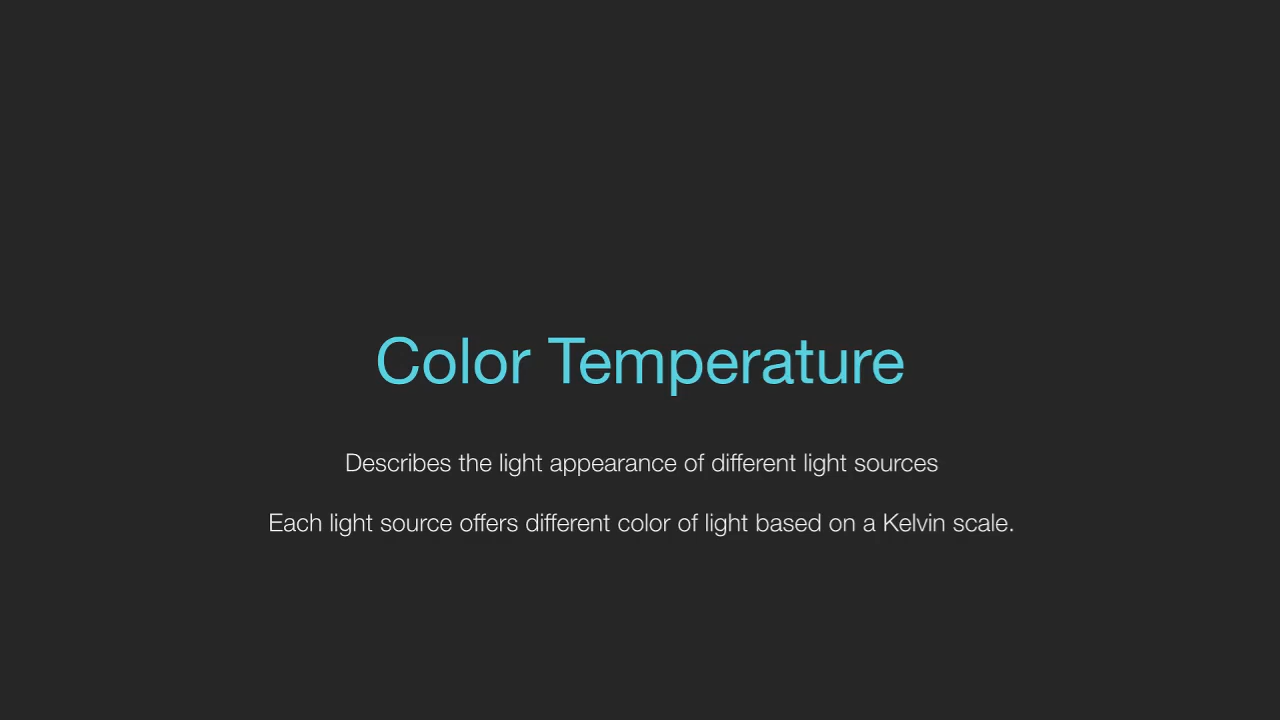 Color Temperature
Describes the light appearance of different light sources
Each light source offers different color of light based on a Kelvin scale.